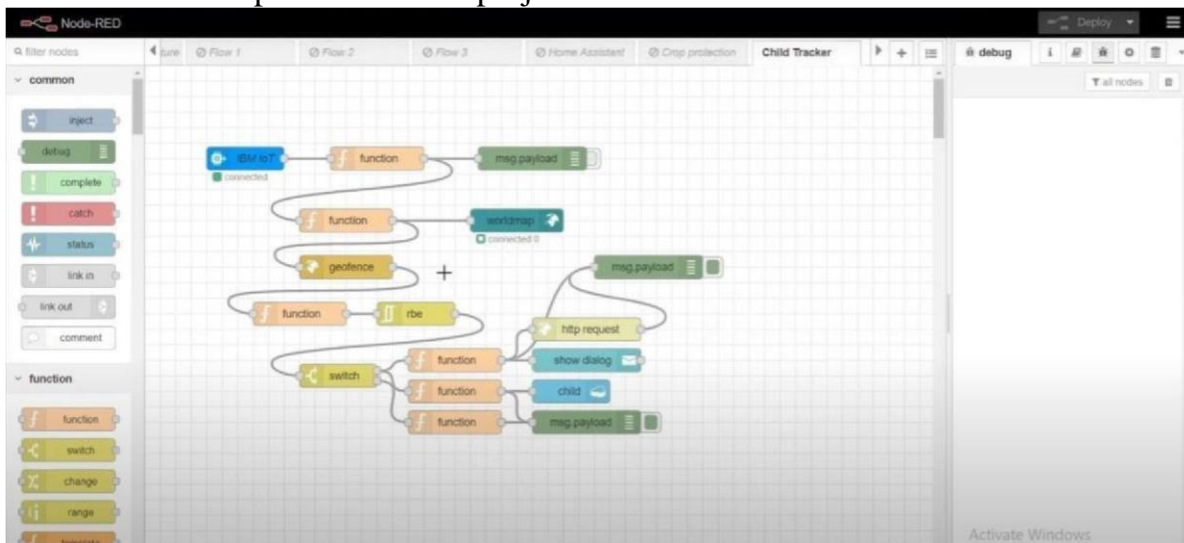 Node-RED
Deploy
filter nodes
Flow 1
Flow 2
Flow 3
Home Assistant
Crop protection
Child Tracker
debug
all nodes
common
inject
debug
complete
catch
status
link in
link out
comment
function
function
switch
change
range
template
IBM IoT
connected
function
msg.payload
function
worldmap
connected 0
geofence
msg.payload
function
rbe
http request
switch
function
show dialog
function
child
function
msg.payload
Activate Windows